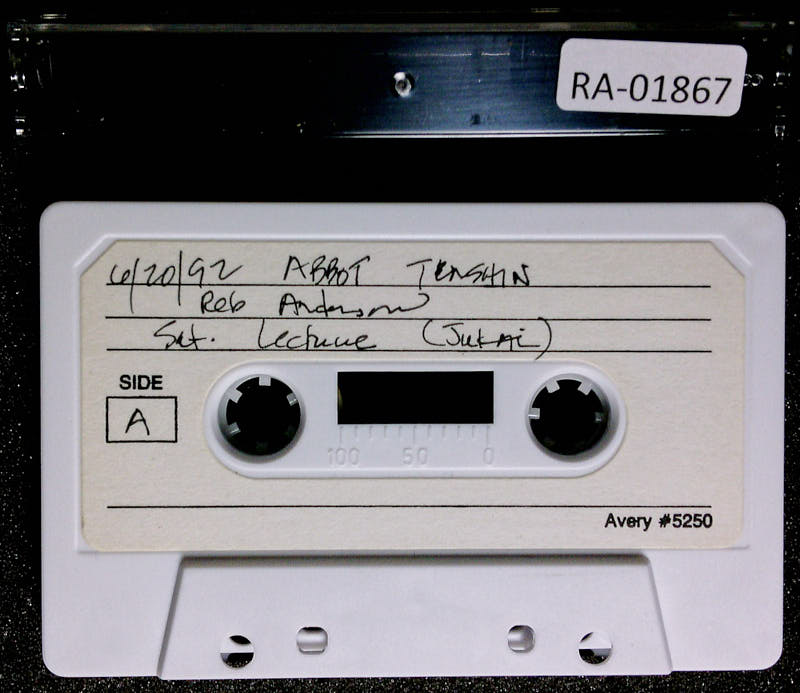 RA-01867
6/20/92 ABBOT TENSHIN
Reb Anderson
Sat. Lecture (Jukai)
SIDE
A
100 50 0
Avery #5250